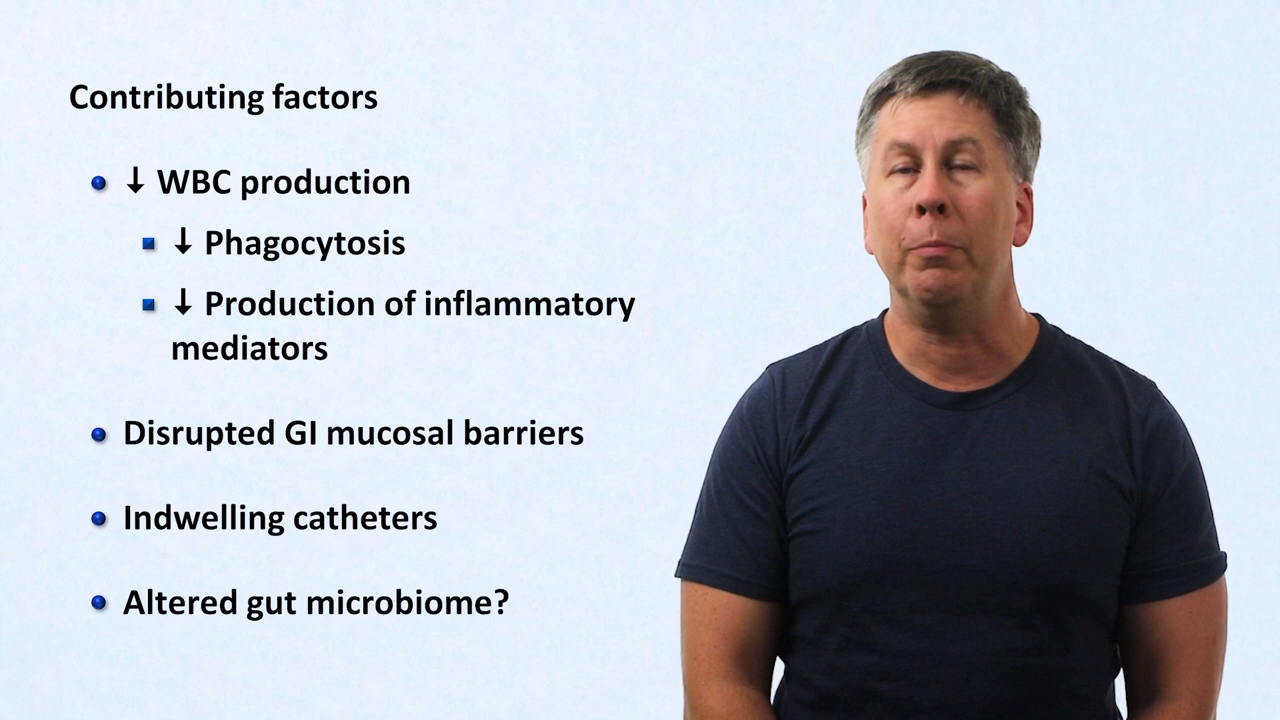 Contributing factors
↓ WBC production
↓ Phagocytosis
↓ Production of inflammatory
mediators
Disrupted GI mucosal barriers
Indwelling catheters
Altered gut microbiome?